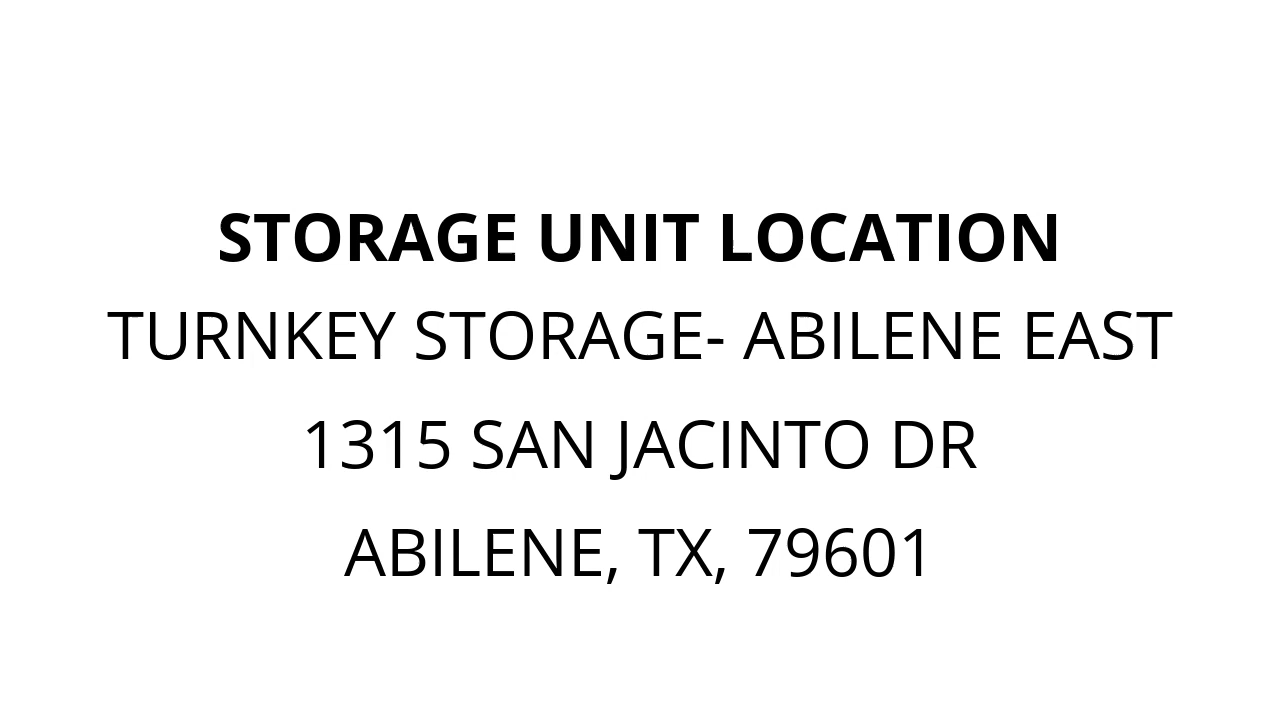 STORAGE UNIT LOCATION
TURNKEY STORAGE- ABILENE EAST
1315 SAN JACINTO DR
ABILENE, TX, 79601